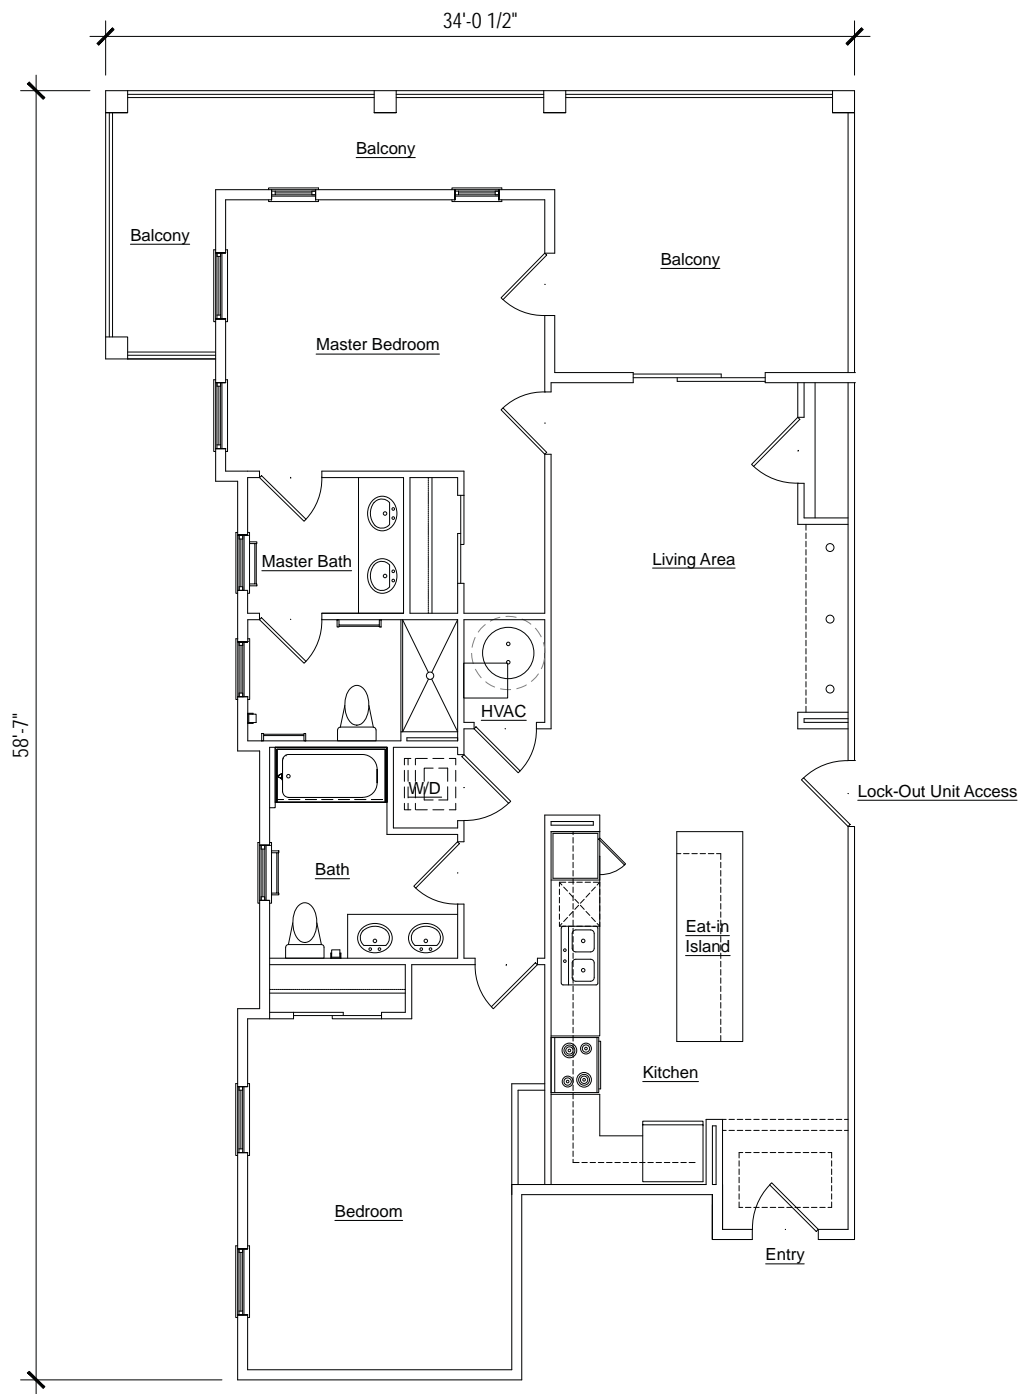 34'-0 1/2"
Balcony
Balcony
Balcony
Master Bedroom
Master Bath
Living Area
HVAC
58'-7"
W/D
Lock-Out Unit Access
Bath
Eat-in
Island
Kitchen
Bedroom
Entry